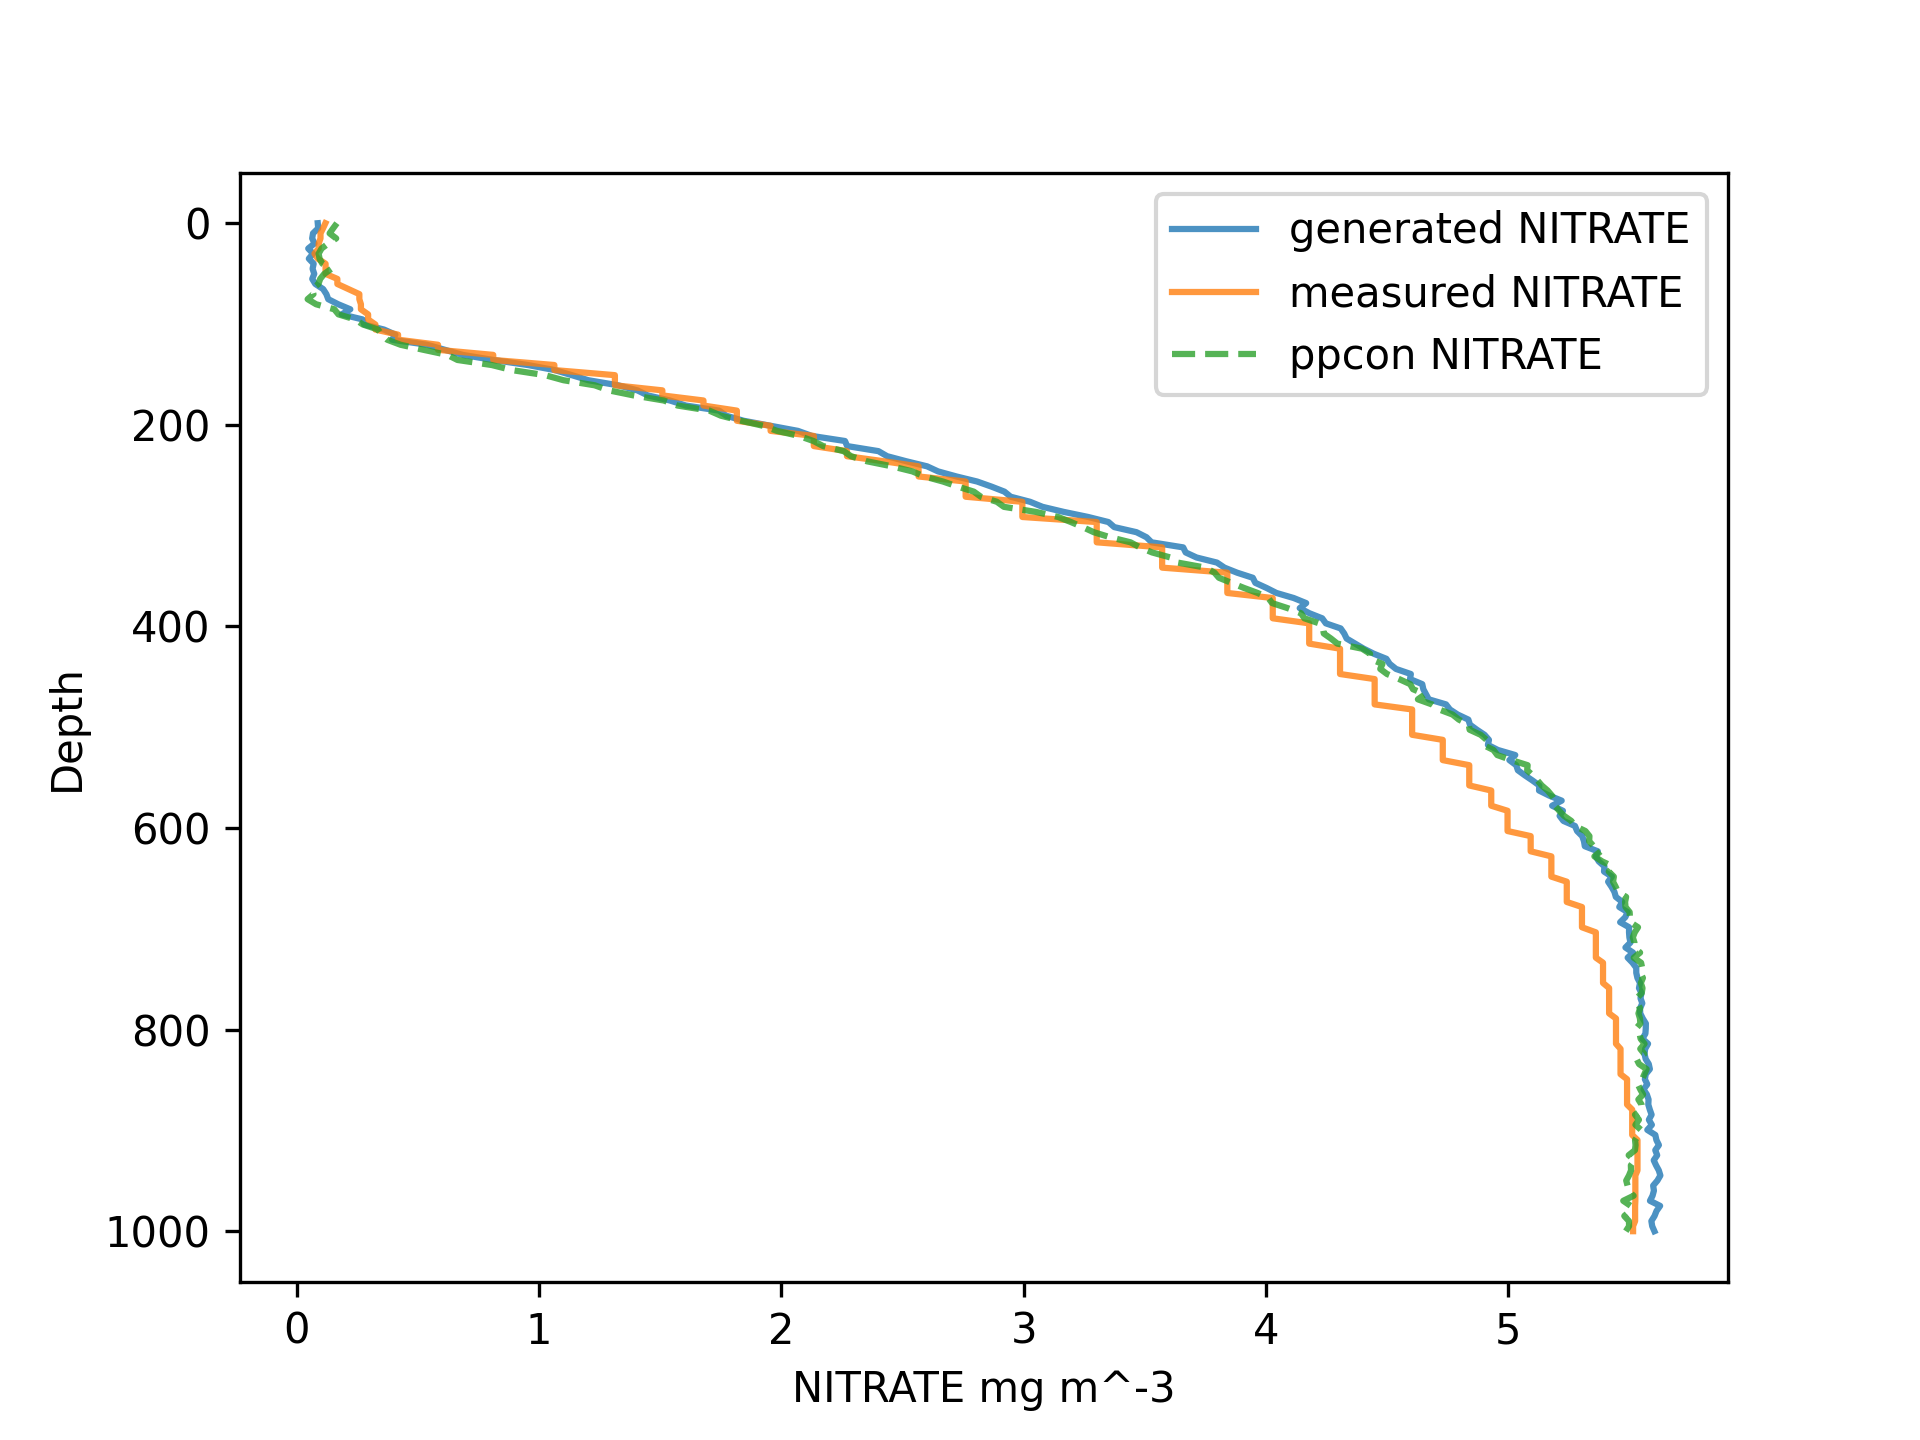 generated NITRATE
measured NITRATE
ppcon NITRATE
0
200
400
600
800
1000
Depth
0 1 2 3 4 5
NITRATE mg m^-3